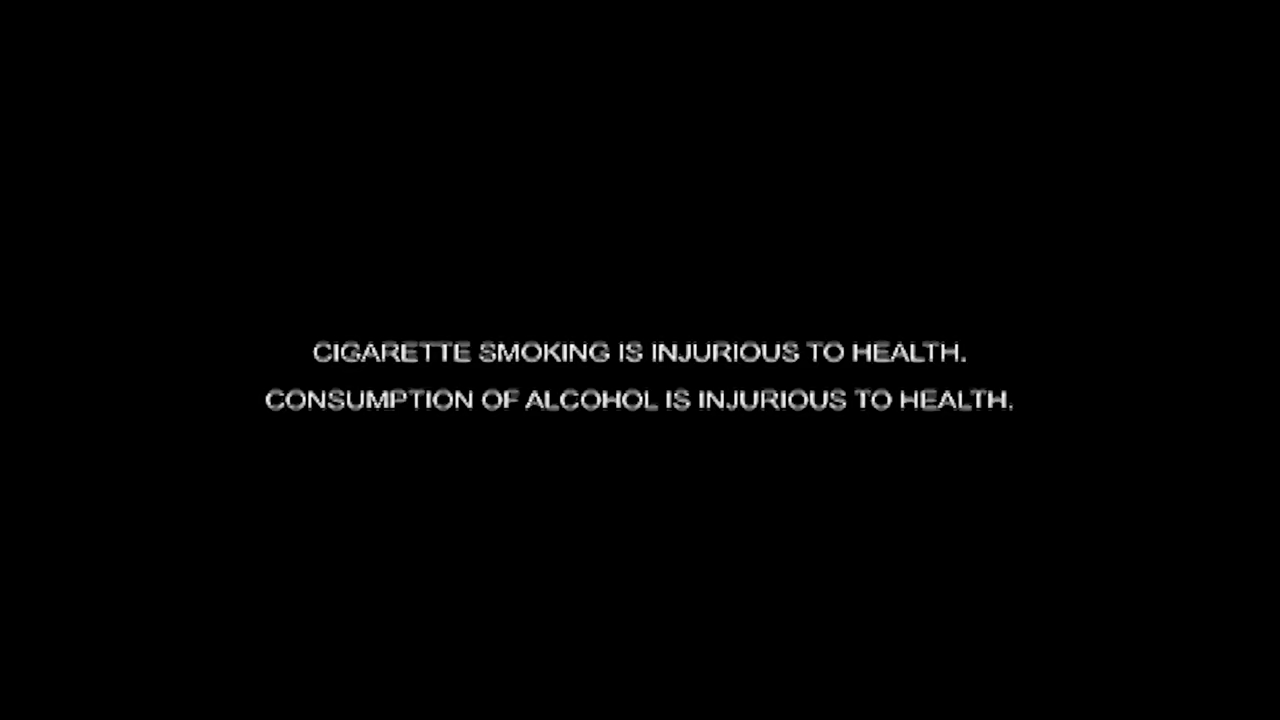 CIGARETTE SMOKING IS INJURIOUS TO HEALTH.
CONSUMPTION OF ALCOHOL IS INJURIOUS TO HEALTH.